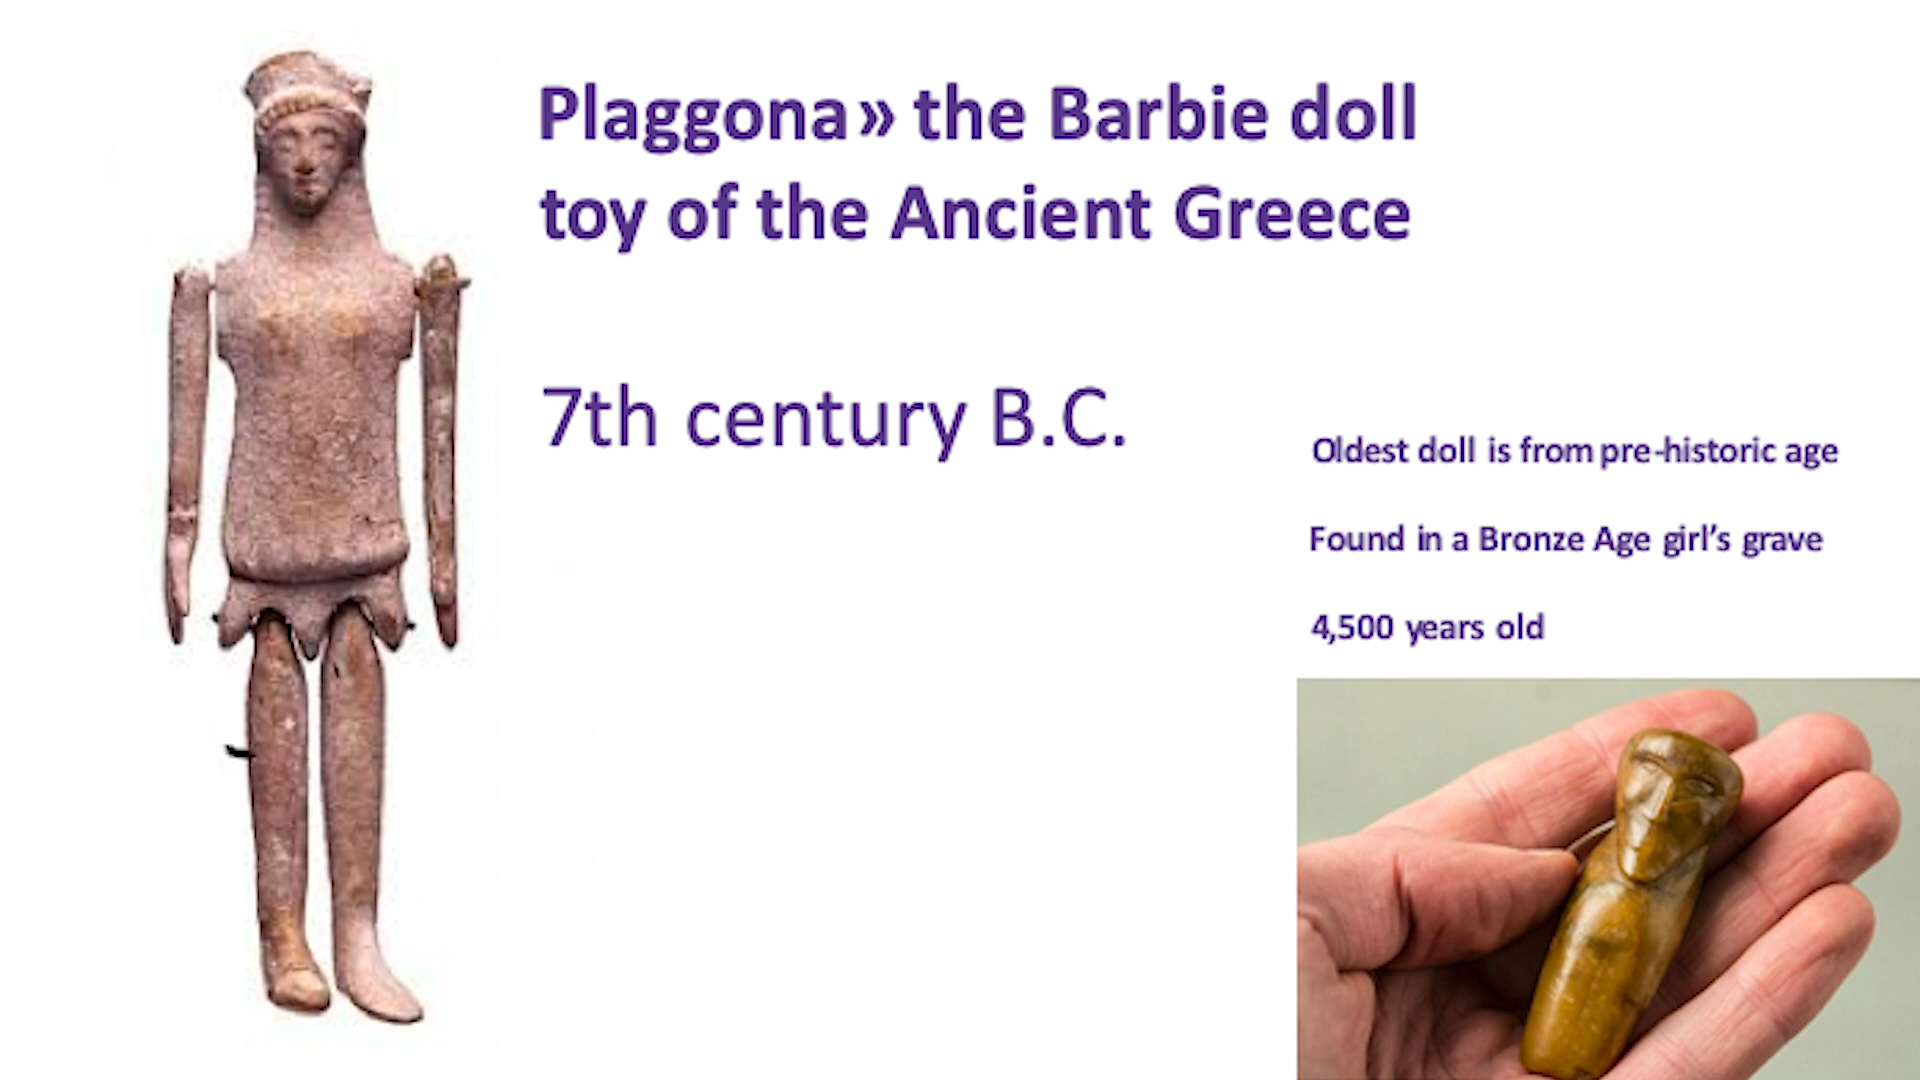 Plaggona» the Barbie doll
toy of the Ancient Greece
7th century B.C.
Oldest doll is from pre-historic age
Found in a Bronze Age girl’s grave
4,500 years old